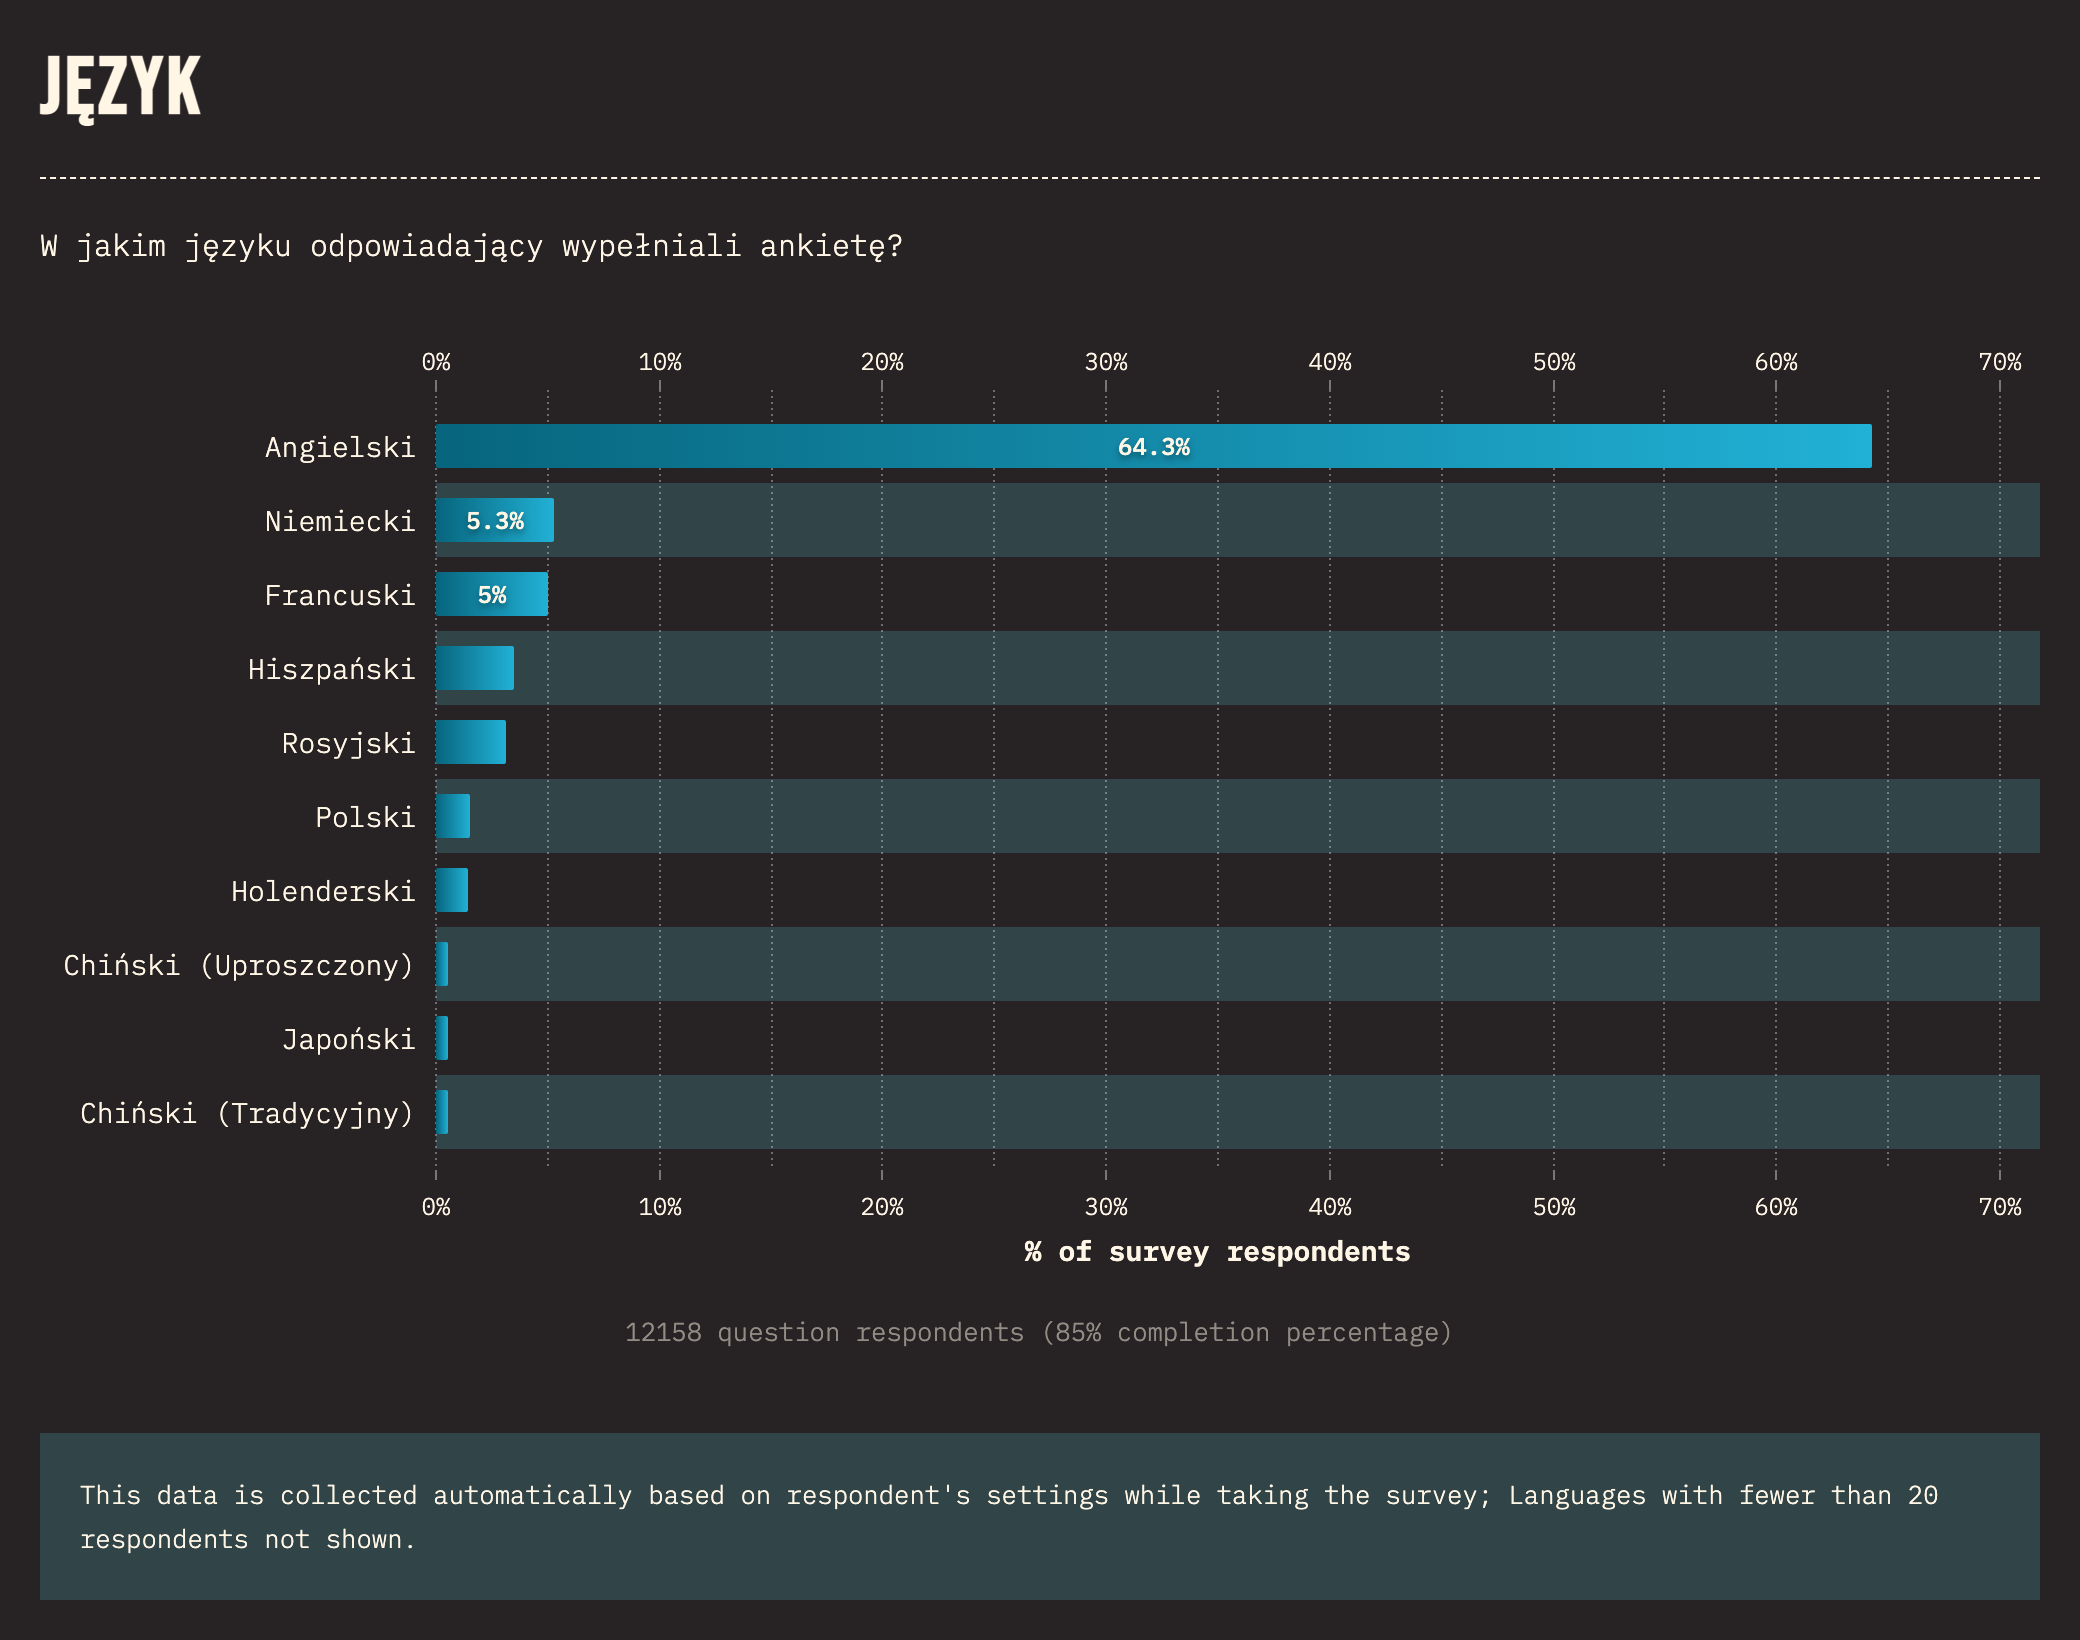 JĘZYK
W jakim języku odpowiadający wypełniali ankietę?
0% 10% 20% 30% 40% 50% 60% 70%
Angielski 64.3%
Niemiecki 5.3%
Francuski 5%
Hiszpański
Rosyjski
Polski
Holenderski
Chiński (Uproszczony)
Japoński
Chiński (Tradycyjny)
0% 10% 20% 30% 40% 50% 60% 70%
% of survey respondents
12158 question respondents (85% completion percentage)
This data is collected automatically based on respondent's settings while taking the survey; Languages with fewer than 20
respondents not shown.